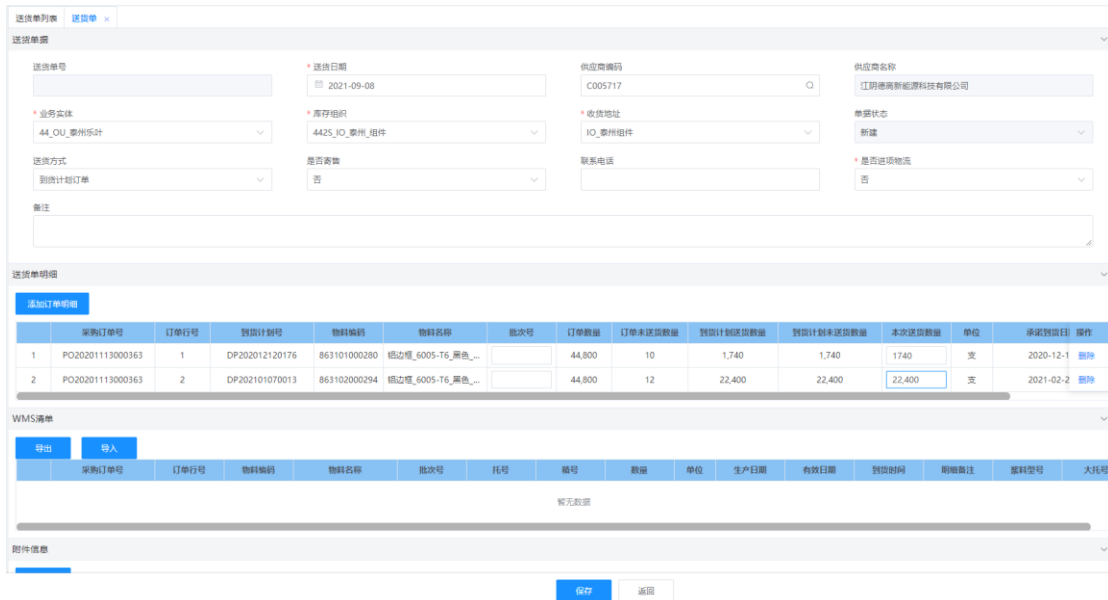 送货单列表 送货单 ×
送货单据
送货单号 * 送货日期 供应商编码 供应商名称
2021-09-08 C005717 江阴德商新能源科技有限公司
* 业务实体 * 库存组织 * 收货地址 单据状态
44_OU_泰州乐叶 442S_IO_泰州_组件 IO_泰州组件 新建
送货方式 是否寄售 联系电话 * 是否进项物流
到货计划订单 否 否
备注
送货单明细
添加订单明细
采购订单号 订单行号 到货计划号 物料编码 物料名称 批次号 订单数量 订单未送货数量 到货计划送货数量 到货计划未送货数量 本次送货数量 单位 承诺到货日 操作
1 PO20201113000363 1 DP202012120176 863101000280 铝边框_6005-T6_黑色_... 44,800 10 1,740 1,740 1740 支 2020-12-1 删除
2 PO20201113000363 2 DP202101070013 863102000294 铝边框_6005-T6_黑色_... 44,800 12 22,400 22,400 22,400 支 2021-02-2 删除
WMS清单
导出 导入
采购订单号 订单行号 物料编码 物料名称 批次号 托号 箱号 数量 单位 生产日期 有效日期 到货时间 明细备注 浆料型号 大托号
暂无数据
附件信息
保存 返回